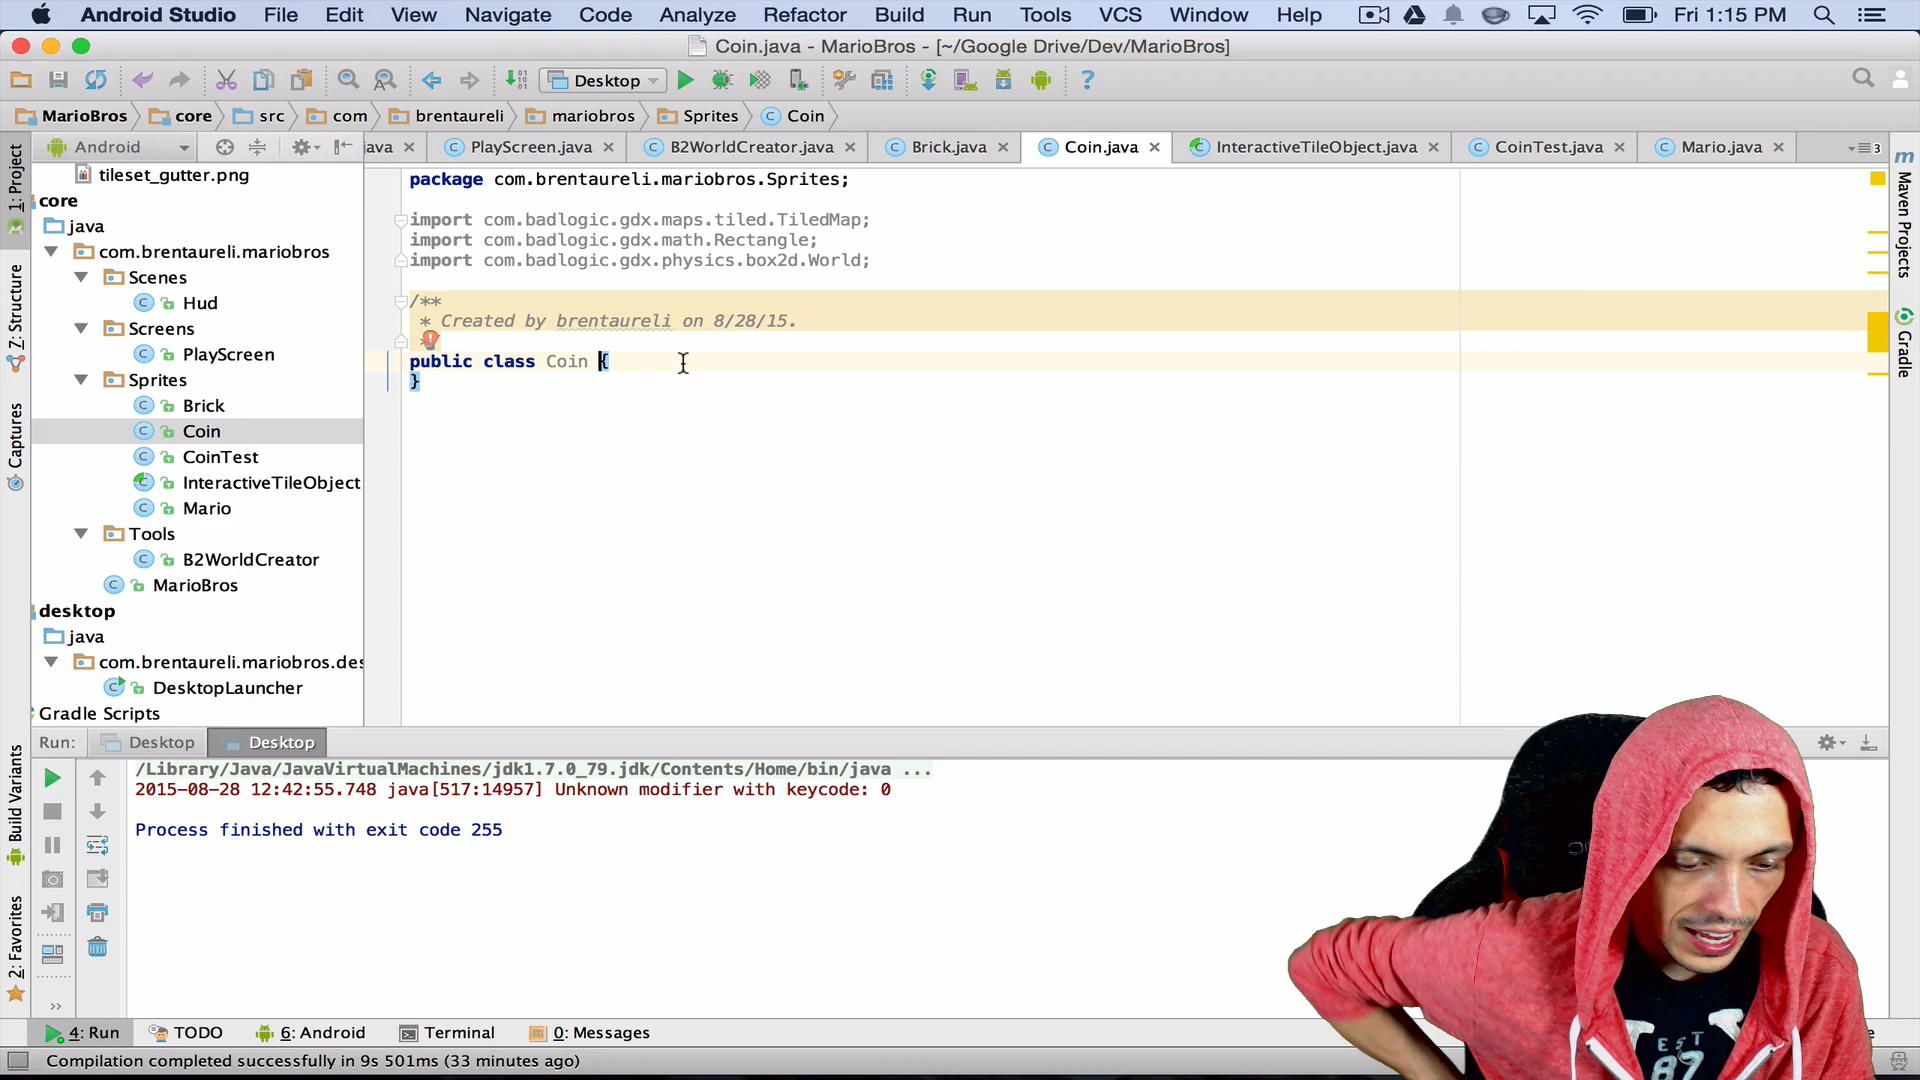 Android Studio File Edit View Navigate Code Analyze Refactor Build Run Tools VCS Window Help Fri 1:15 PM
Coin.java - MarioBros - [~/Google Drive/Dev/MarioBros]
Desktop
MarioBros core src com brentaureli mariobros Sprites Coin
Android java PlayScreen.java B2WorldCreator.java Brick.java Coin.java InteractiveTileObject.java CoinTest.java Mario.java 3
1: Project
Z: Structure
Captures
Build Variants
2: Favorites
tileset_gutter.png
core
java
com.brentaureli.mariobros
Scenes
Hud
Screens
PlayScreen
Sprites
Brick
Coin
CoinTest
InteractiveTileObject
Mario
Tools
B2WorldCreator
MarioBros
desktop
java
com.brentaureli.mariobros.des
DesktopLauncher
Gradle Scripts
package com.brentaureli.mariobros.Sprites;
import com.badlogic.gdx.maps.tiled.TiledMap;
import com.badlogic.gdx.math.Rectangle;
import com.badlogic.gdx.physics.box2d.World;
/**
* Created by brentaureli on 8/28/15.
public class Coin {
}
Maven Projects
Gradle
Run: Desktop Desktop
/Library/Java/JavaVirtualMachines/jdk1.7.0_79.jdk/Contents/Home/bin/java ...
2015-08-28 12:42:55.748 java[517:14957] Unknown modifier with keycode: 0
Process finished with exit code 255
4: Run TODO 6: Android Terminal 0: Messages
Compilation completed successfully in 9s 501ms (33 minutes ago)
EST
87